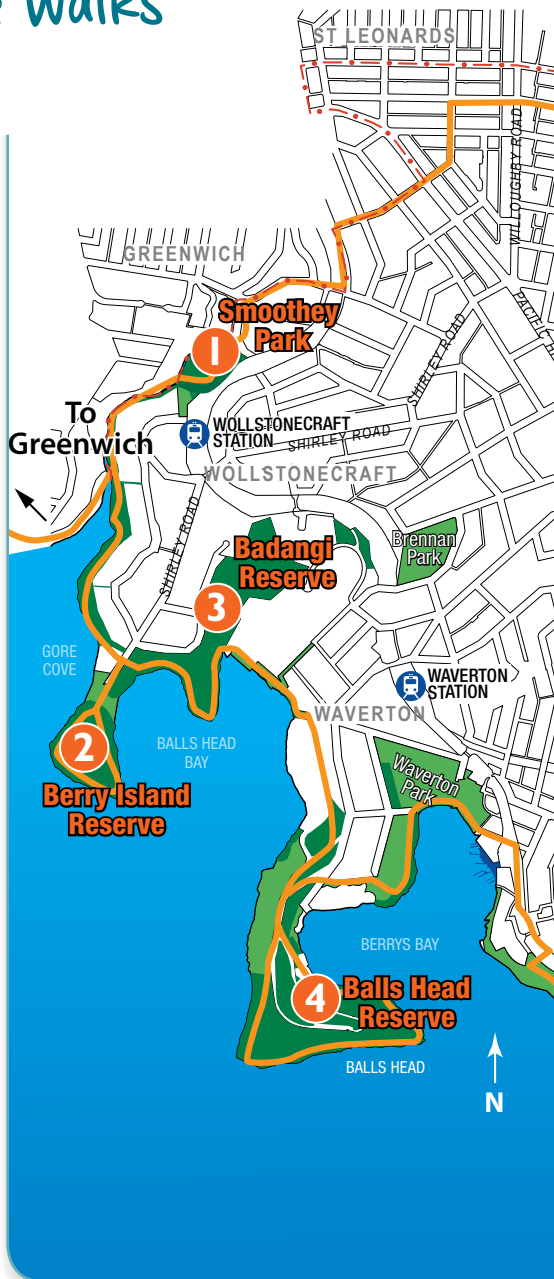 Walks
ST LEONARDS
WILLOUGHBY ROAD
GREENWICH
PACIFIC H
Smoothey
Park
1
SHIRLEY ROAD
To
Greenwich
WOLLSTONECRAFT
STATION
SHIRLEY ROAD
WOLLSTONECRAFT
SHIRLEY ROAD
Brennan
Park
Badangi
Reserve
3
GORE
COVE
WAVERTON
STATION
WAVERTON
2
BALLS HEAD
BAY
Waverton
Park
Berry Island
Reserve
BERRYS BAY
4
Balls Head
Reserve
BALLS HEAD
N